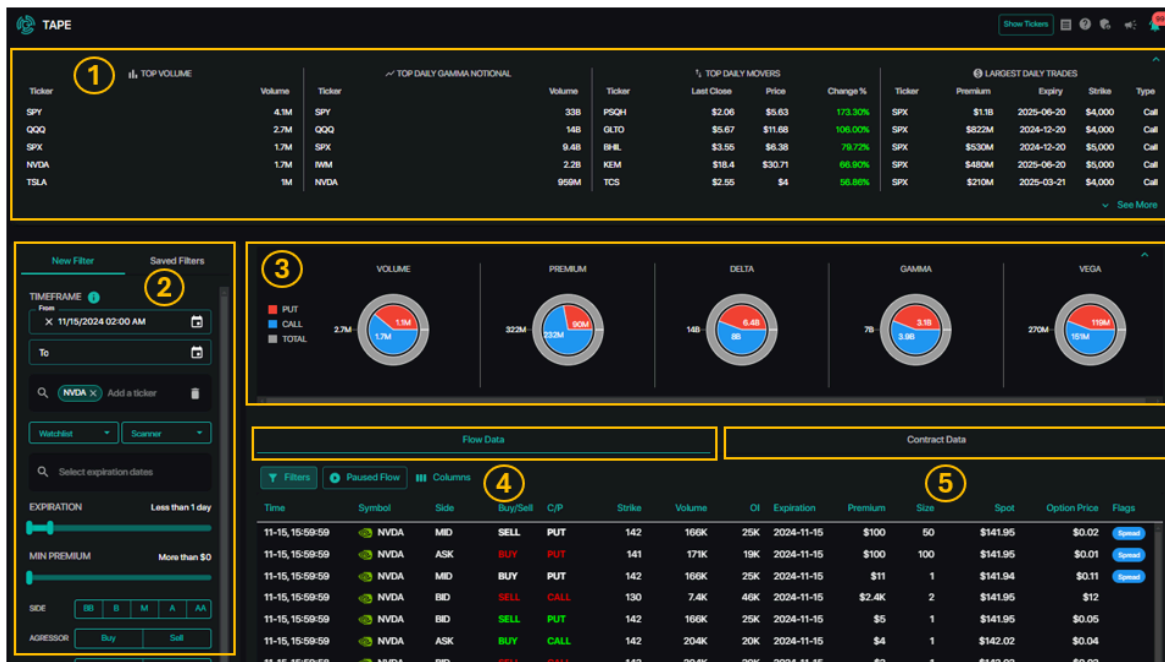 TAPE Show Tickers
1
TOP VOLUME TOP DAILY GAMMA NOTIONAL TOP DAILY MOVERS LARGEST DAILY TRADES
Ticker Volume Ticker Volume Ticker Last Close Price Change % Ticker Premium Expiry Strike Type
SPY 4.1M SPY 33B PSQH $2.06 $5.63 173.30% SPX $1.1B 2025-06-20 $4,000 Call
QQQ 2.7M QQQ 14B GLTO $5.67 $11.68 106.00% SPX $822M 2024-12-20 $4,000 Call
SPX 1.7M SPX 9.4B BHIL $3.55 $6.38 79.72% SPX $530M 2024-12-20 $5,000 Call
NVDA 1.7M IWM 2.2B KEM $18.4 $30.71 66.90% SPX $480M 2025-06-20 $5,000 Call
TSLA 1M NVDA 959M TCS $2.55 $4 56.86% SPX $210M 2025-03-21 $4,000 Call
See More
New Filter Saved Filters
2
TIMEFRAME
From
11/15/2024 02:00 AM
To
NVDA Add a ticker
Watchlist Scanner
Select expiration dates
EXPIRATION Less than 1 day
MIN PREMIUM More than $0
SIDE BB B M A AA
AGRESSOR Buy Sell
3
VOLUME PREMIUM DELTA GAMMA VEGA
PUT
CALL
TOTAL
2.7M 1.1M 1.7M
322M 90M 232M
14B 6.4B 8B
7B 3.1B 3.9B
270M 119M 151M
Flow Data Contract Data
Filters Paused Flow Columns
4
5
Time Symbol Side Buy/Sell C/P Strike Volume OI Expiration Premium Size Spot Option Price Flags
11-15, 15:59:59 NVDA MID SELL PUT 142 166K 25K 2024-11-15 $100 50 $141.95 $0.02 Spread
11-15, 15:59:59 NVDA ASK BUY PUT 141 171K 19K 2024-11-15 $100 100 $141.95 $0.01 Spread
11-15, 15:59:59 NVDA MID BUY PUT 142 166K 25K 2024-11-15 $11 1 $141.94 $0.11 Spread
11-15, 15:59:59 NVDA BID SELL CALL 130 7.4K 46K 2024-11-15 $2.4K 2 $141.95 $12
11-15, 15:59:59 NVDA BID SELL PUT 142 166K 25K 2024-11-15 $5 1 $141.95 $0.05
11-15, 15:59:59 NVDA ASK BUY CALL 142 204K 20K 2024-11-15 $4 1 $142.02 $0.04